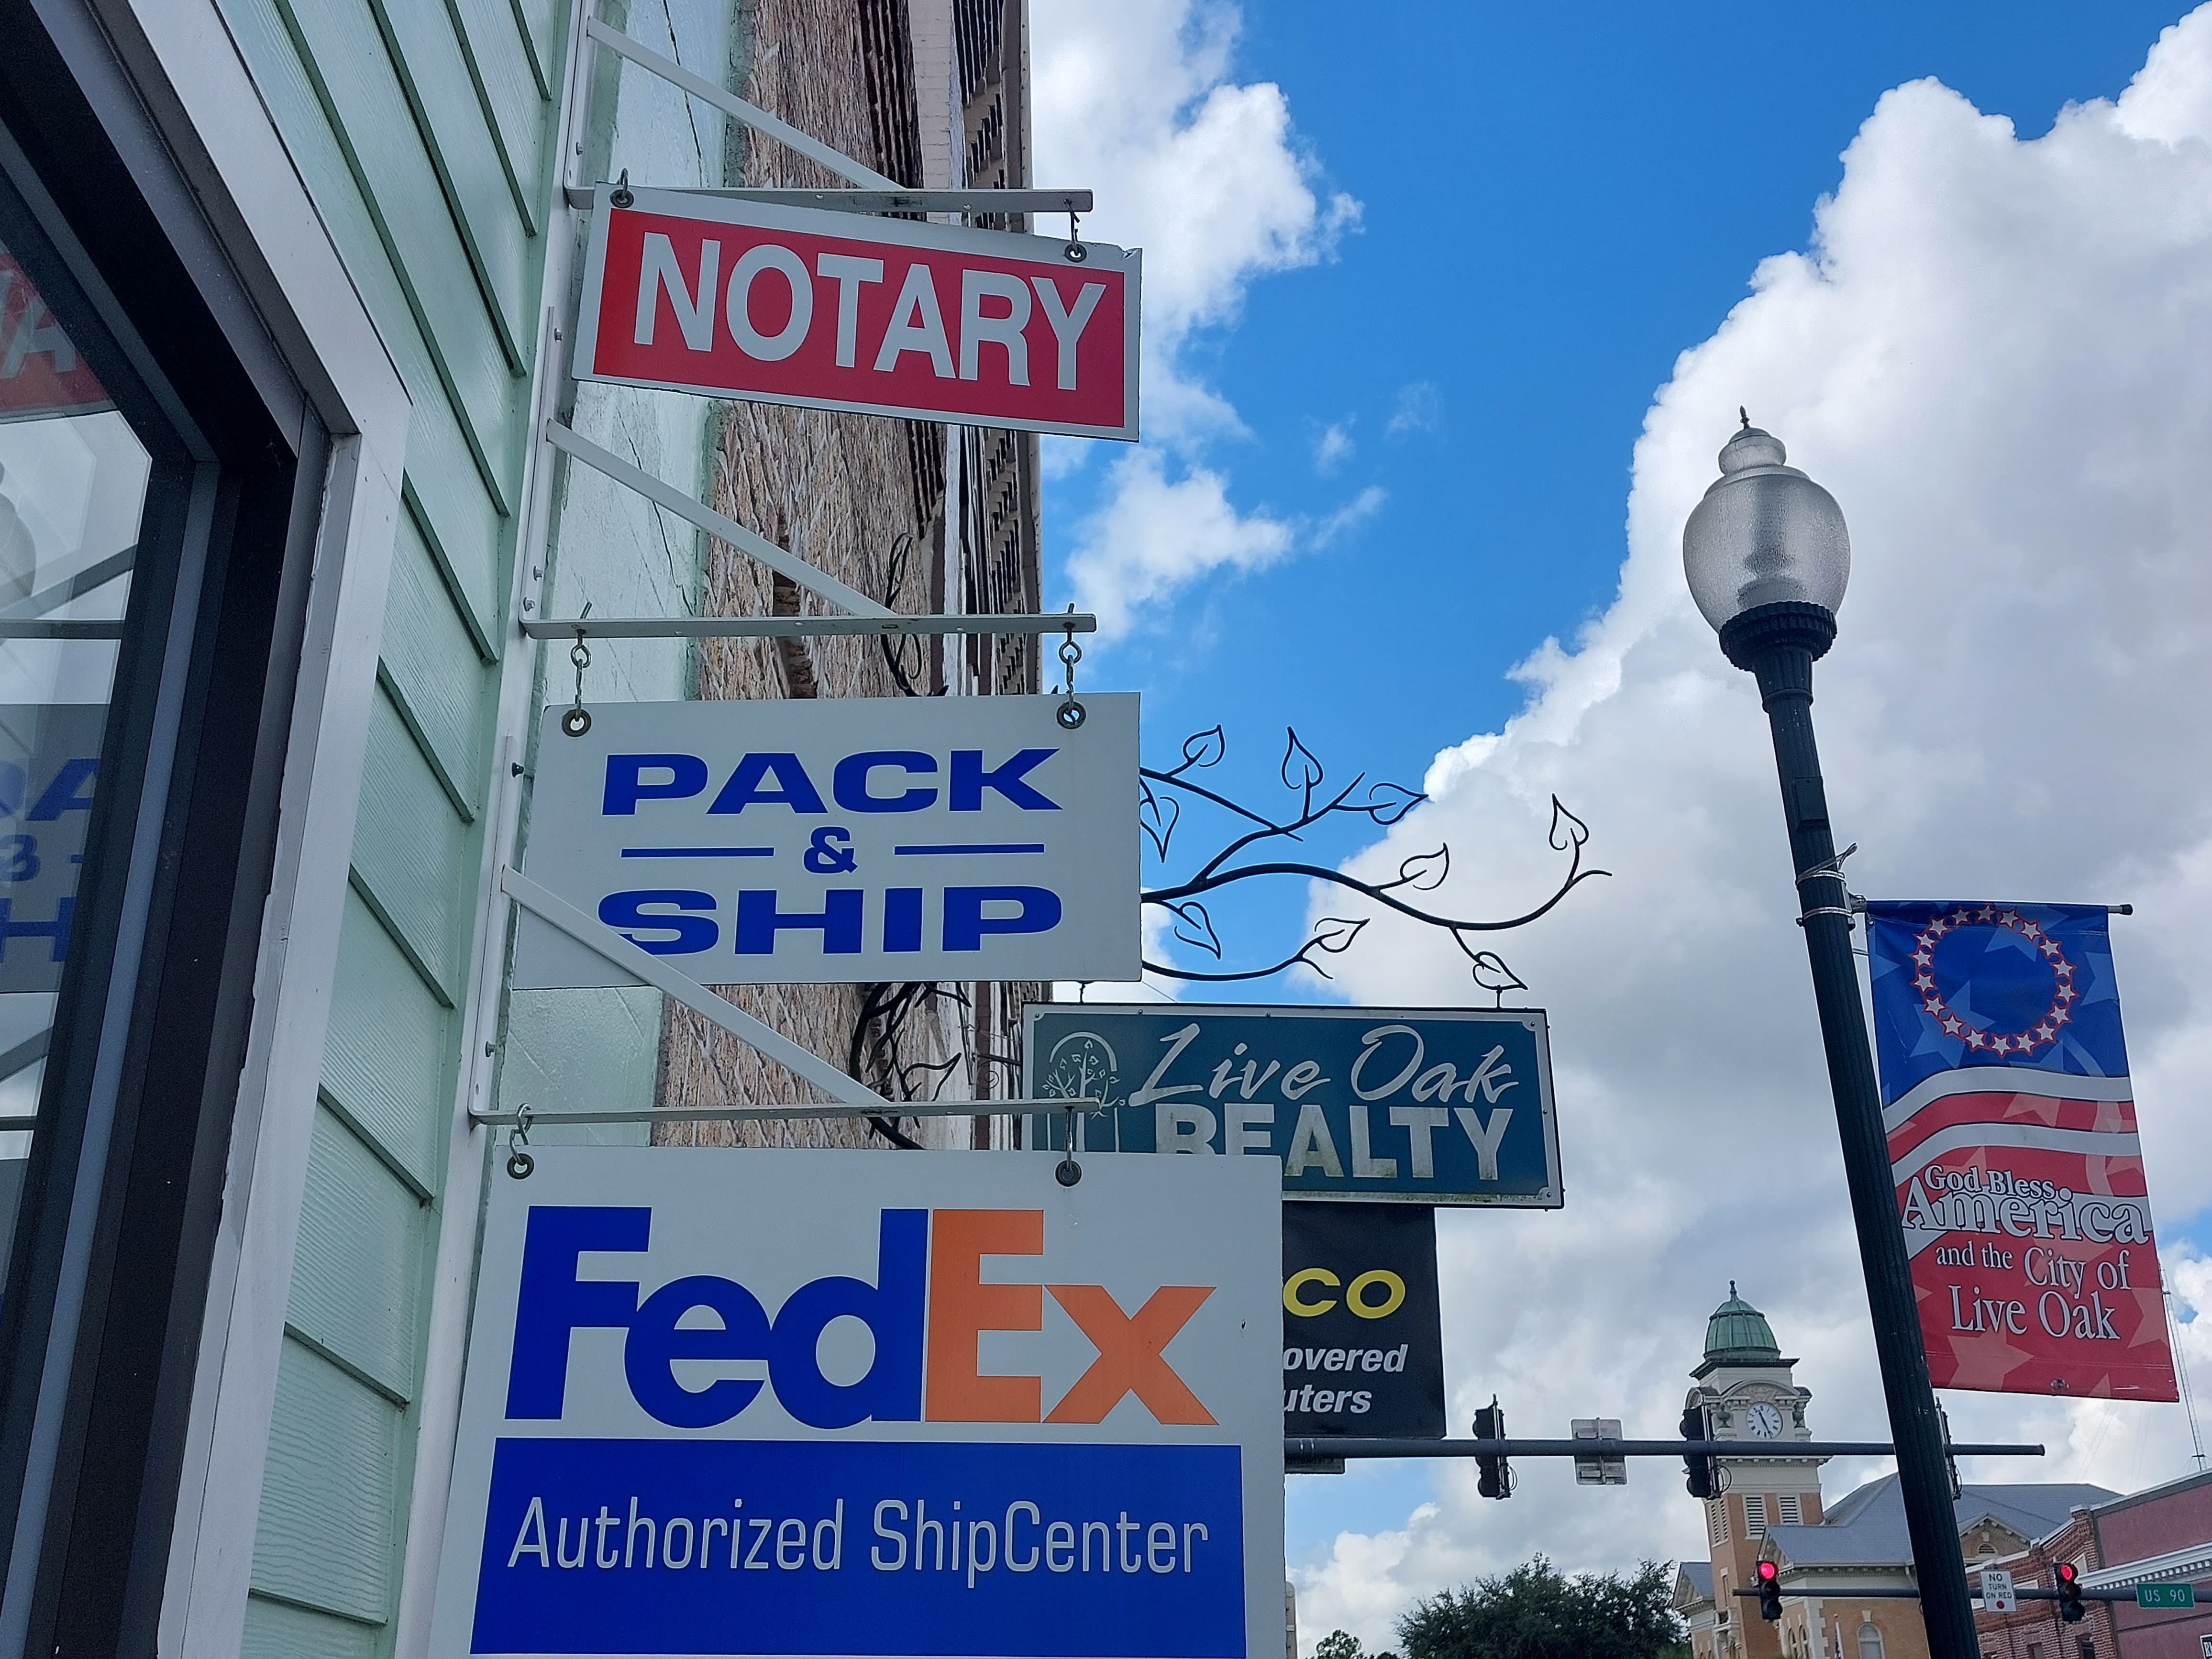 NOTARY
PACK
&
SHIP
Live Oak
REALTY
FedEx
Authorized ShipCenter
co
overed
uters
God Bless
America
and the City of
Live Oak
NO
TURN
ON RED
US 90